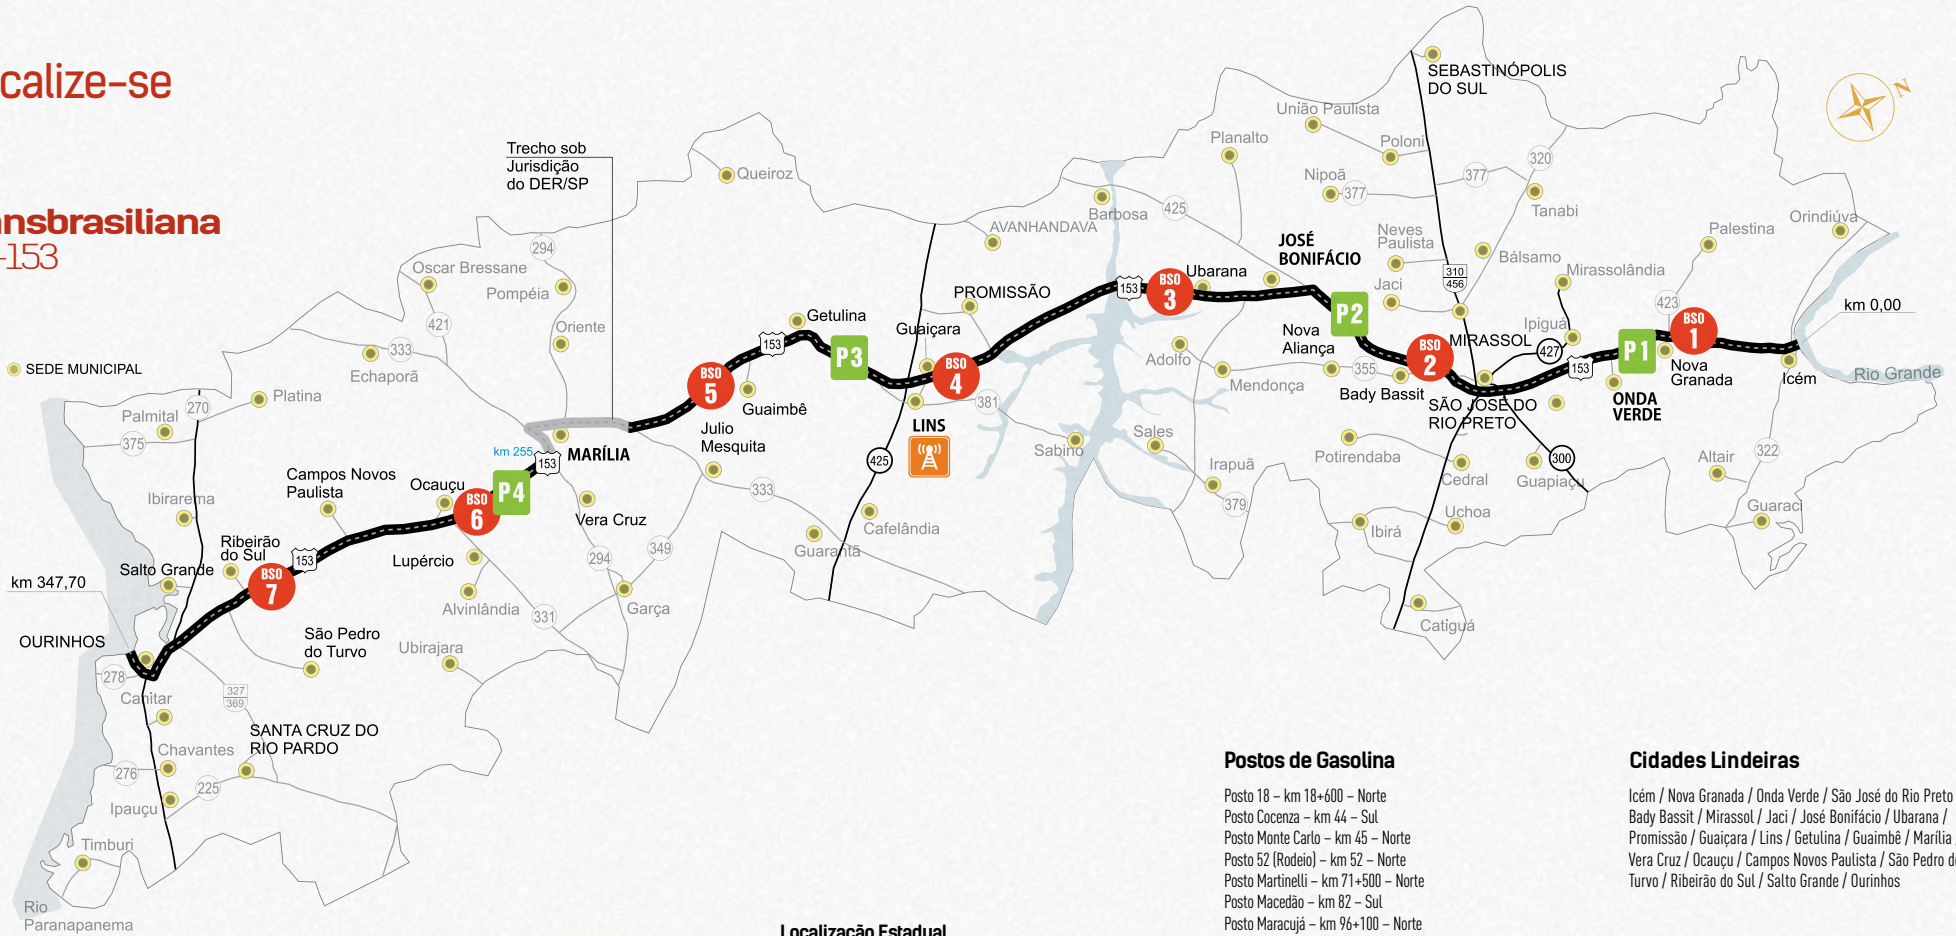 calize-se
ansbrasiliana
-153
SEDE MUNICIPAL
Trecho sob
Jurisdição
do DER/SP
Queiroz
294
Oscar Bressane
Pompéia
421
Oriente
333
Echaporã
Platina
270
Palmital
375
Ibirarema
Campos Novos
Paulista
Ocauçu
km 255
153
MARÍLIA
P4
BSO
6
Vera Cruz
Ribeirão
do Sul
153
Salto Grande
BSO
7
km 347,70
Lupércio
Alvinlândia
331
294
349
Garça
OURINHOS
São Pedro
do Turvo
Ubirajara
278
Canitar
327
369
SANTA CRUZ DO
RIO PARDO
Chavantes
276
225
Ipauçu
Timburi
Rio
Paranapanema
Getulina
153
P3
BSO
5
Guaimbê
Julio
Mesquita
333
Guarantã
Cafelândia
425
LINS
Guaiçara
BSO
4
381
PROMISSÃO
AVANHANDAVA
Barbosa
425
153
BSO
3
Ubarana
JOSÉ
BONIFÁCIO
P2
Nova
Aliança
Adolfo
Mendonça
355
Bady Bassit
BSO
2
MIRASSOL
SÃO JOSÉ DO
RIO PRETO
Sabino
Sales
Irapuã
379
Potirendaba
Cedral
Guapiaçu
300
Ibirá
Uchoa
Catiguá
SEBASTINÓPOLIS
DO SUL
União Paulista
Planalto
Poloni
Nipoã
377
377
320
Tanabi
Neves
Paulista
Bálsamo
310
456
Jaci
Mirassolândia
Ipiguá
427
153
P1
423
BSO
1
Nova
Granada
ONDA
VERDE
Palestina
Orindiúva
km 0,00
Icém
Rio Grande
322
Altair
Guaraci
N
Postos de Gasolina
Posto 18 – km 18+600 – Norte
Posto Cocenza – km 44 – Sul
Posto Monte Carlo – km 45 – Norte
Posto 52 (Rodeio) – km 52 – Norte
Posto Martinelli – km 71+500 – Norte
Posto Macedão – km 82 – Sul
Posto Maracujá – km 96+100 – Norte
Cidades Lindeiras
Icém / Nova Granada / Onda Verde / São José do Rio Preto
Bady Bassit / Mirassol / Jaci / José Bonifácio / Ubarana /
Promissão / Guaiçara / Lins / Getulina / Guaimbê / Marília /
Vera Cruz / Ocauçu / Campos Novos Paulista / São Pedro d
Turvo / Ribeirão do Sul / Salto Grande / Ourinhos
Localização Estadual